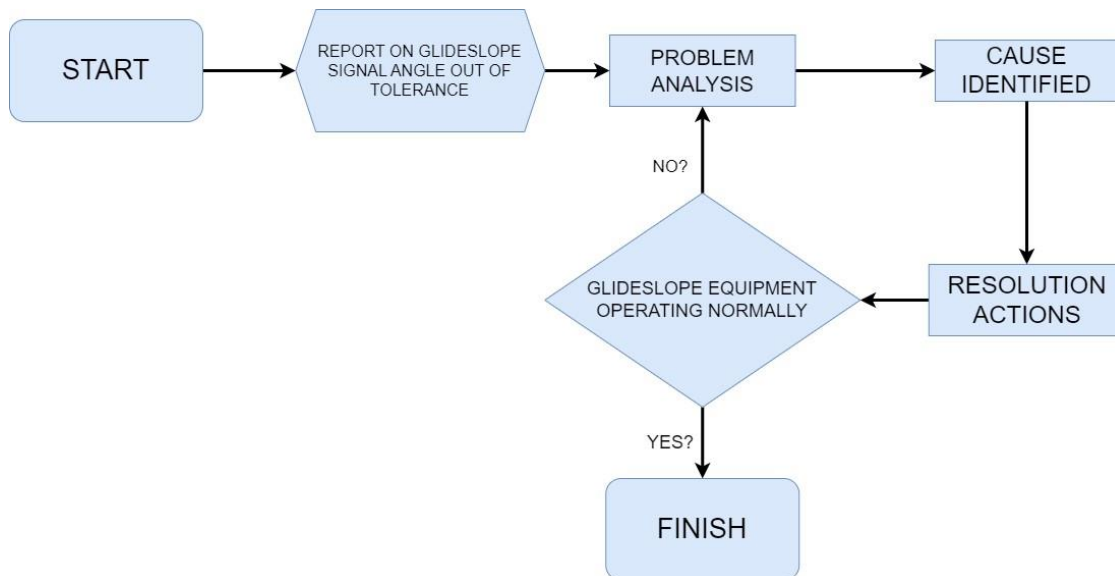 START
REPORT ON GLIDESLOPE
SIGNAL ANGLE OUT OF
TOLERANCE
PROBLEM
ANALYSIS
CAUSE
IDENTIFIED
NO?
GLIDESLOPE EQUIPMENT
OPERATING NORMALLY
RESOLUTION
ACTIONS
YES?
FINISH